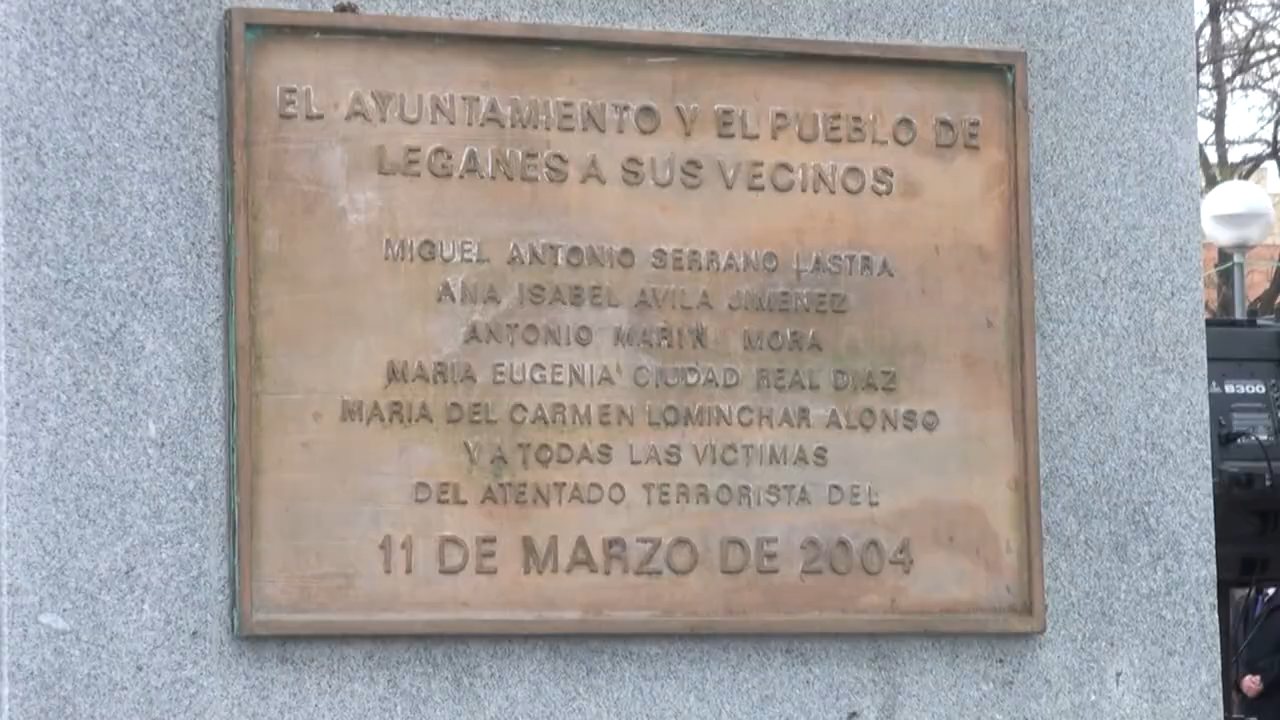 EL AYUNTAMIENTO Y EL PUEBLO DE
LEGANES A SUS VECINOS
MIGUEL ANTONIO SERRANO LASTRA
ANA ISABEL AVILA JIMENEZ
ANTONIO MARIN MORA
MARIA EUGENIA CIUDAD REAL DIAZ
MARIA DEL CARMEN LOMINCHAR ALONSO
Y A TODAS LAS VICTIMAS
DEL ATENTADO TERRORISTA DEL
11 DE MARZO DE 2004
B300